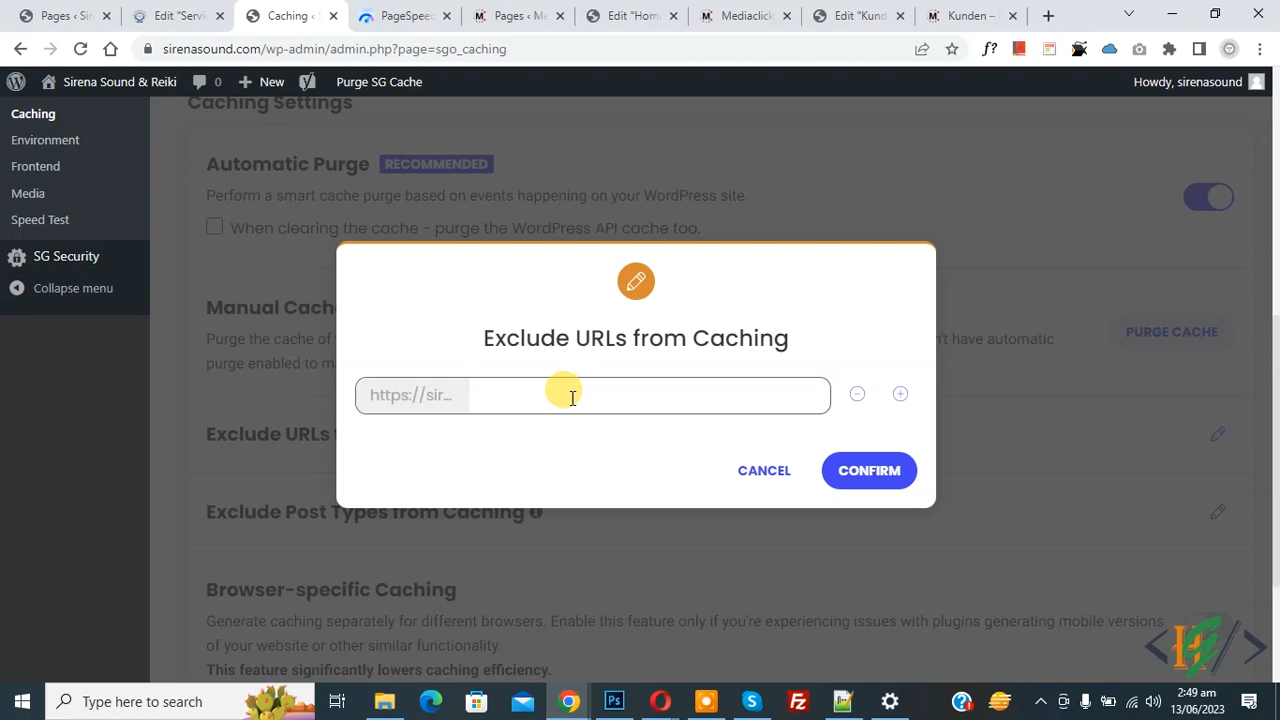 Pages ‹ Sir
Edit "Servi
Caching ‹ S
PageSpeed
Pages ‹ Me
Edit "Hom
Mediaclick
Edit "Kund
Kunden –
sirenasound.com/wp-admin/admin.php?page=sgo_caching
f?
Sirena Sound & Reiki
0
New
Purge SG Cache
Howdy, sirenasound
Caching
Environment
Frontend
Media
Speed Test
SG Security
Collapse menu
Caching Settings
Automatic Purge RECOMMENDED
Perform a smart cache purge based on events happening on your WordPress site.
When clearing the cache - purge the WordPress API cache too.
Manual Cach
Purge the cache of
n't have automatic
purge enabled to m
PURGE CACHE
Exclude URLs f
Exclude Post Types from Caching
Browser-specific Caching
Generate caching separately for different browsers. Enable this feature only if you're experiencing issues with plugins generating mobile versions
of your website or other similar functionality.
This feature significantly lowers caching efficiency.
Exclude URLs from Caching
https://sir...
CANCEL
CONFIRM
Type here to search
2:49 am
13/06/2023